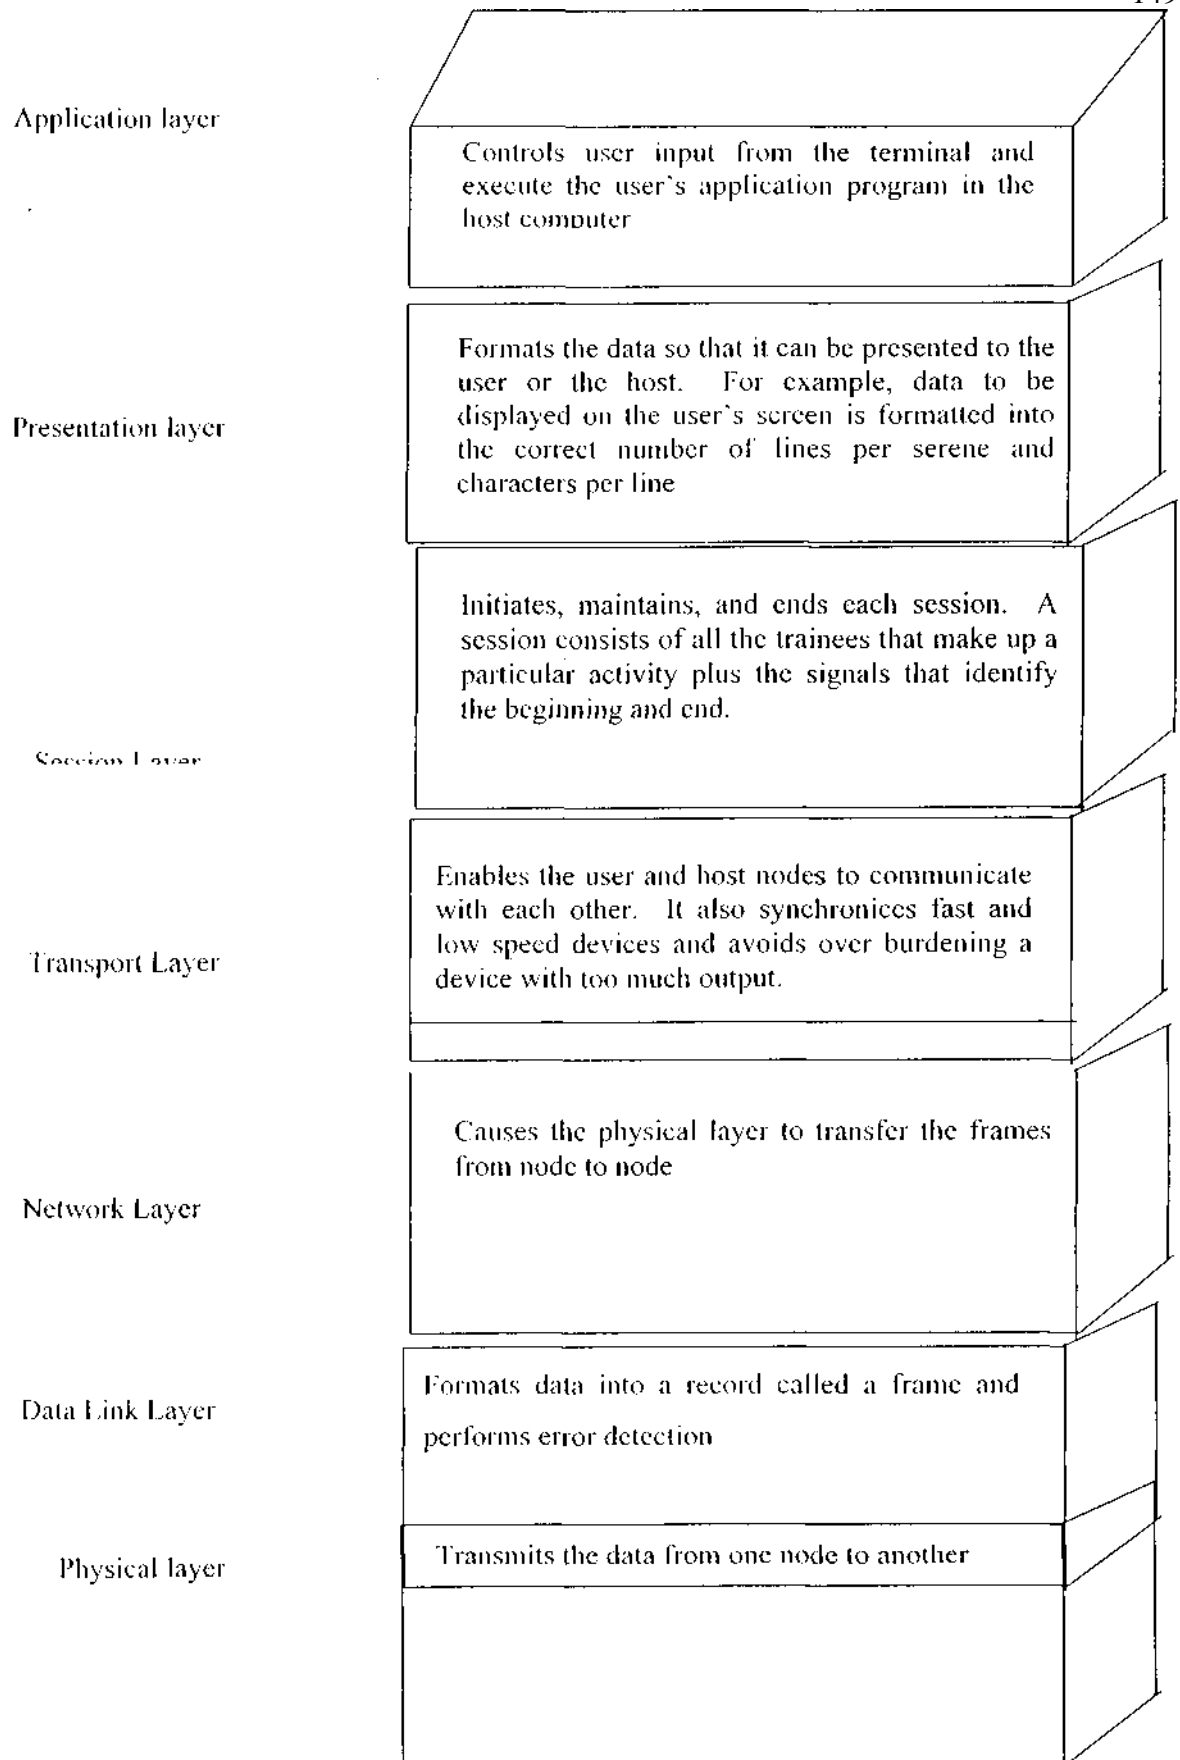 Application layer
Controls user input from the terminal and
execute the user's application program in the
host computer
Presentation layer
Formats the data so that it can be presented to the
user or the host. For example, data to be
displayed on the user's screen is formatted into
the correct number of lines per serene and
characters per line
Initiates, maintains, and ends each session. A
session consists of all the trainees that make up a
particular activity plus the signals that identify
the beginning and end.
Session Layer
Transport Layer
Enables the user and host nodes to communicate
with each other. It also synchronices fast and
low speed devices and avoids over burdening a
device with too much output.
Causes the physical layer to transfer the frames
from node to node
Network Layer
Data Link Layer
Formats data into a record called a frame and
performs error detection
Physical layer
Transmits the data from one node to another